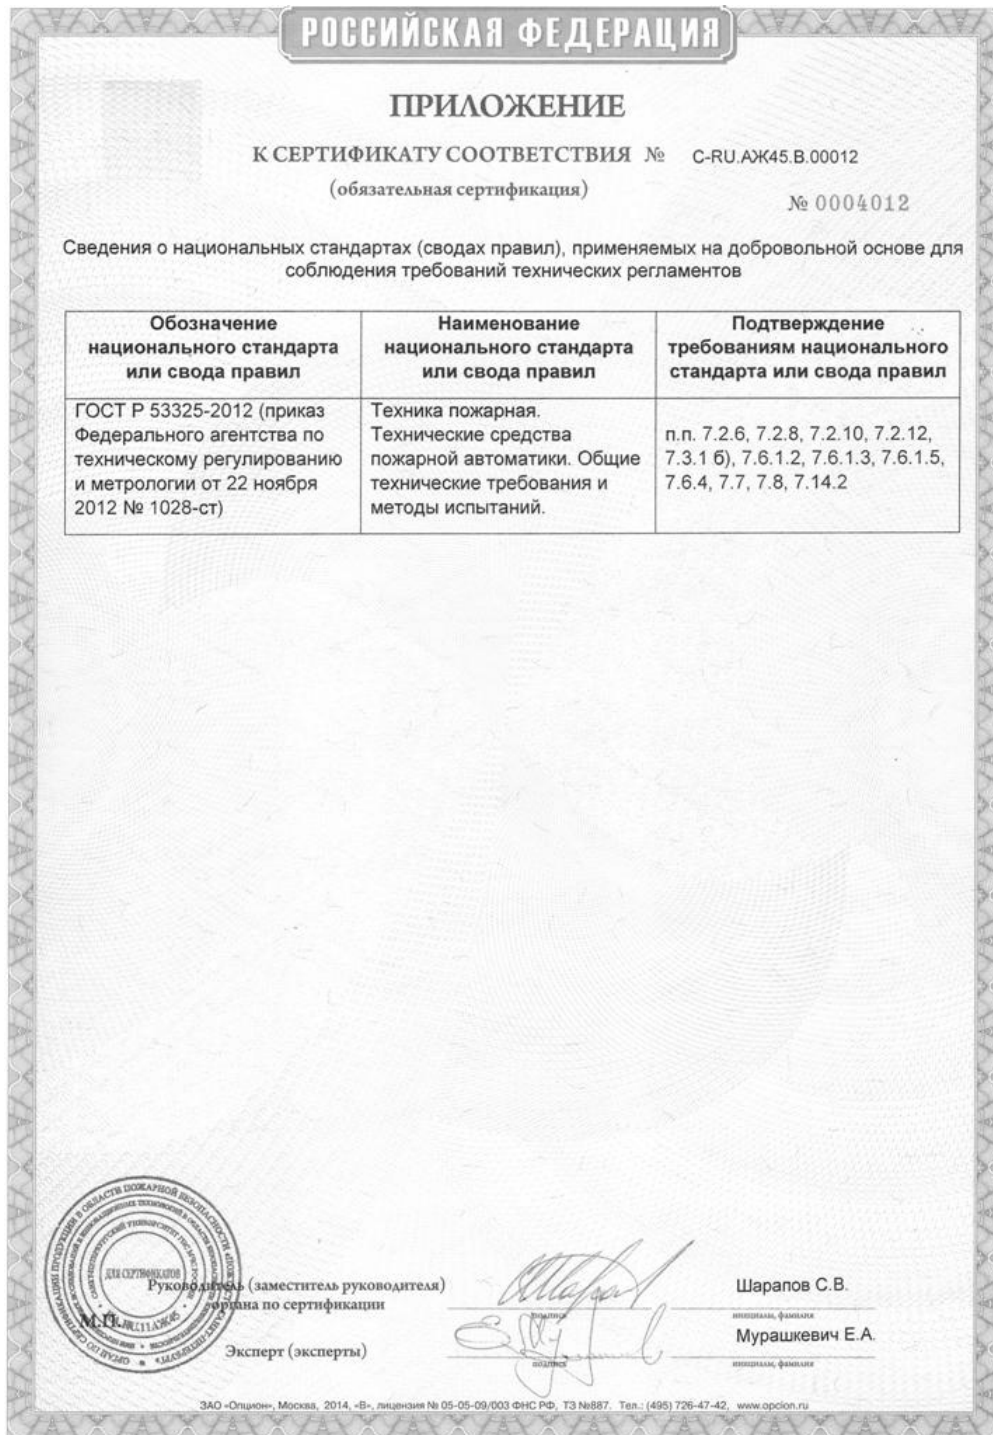 РОССИЙСКАЯ ФЕДЕРАЦИЯ
ПРИЛОЖЕНИЕ
К СЕРТИФИКАТУ СООТВЕТСТВИЯ № C-RU.АЖ45.В.00012
(обязательная сертификация)
№ 0004012
Сведения о национальных стандартах (сводах правил), применяемых на добровольной основе для
соблюдения требований технических регламентов
Обозначение
национального стандарта
или свода правил
Наименование
национального стандарта
или свода правил
Подтверждение
требованиям национального
стандарта или свода правил
ГОСТ Р 53325-2012 (приказ
Федерального агентства по
техническому регулированию
и метрологии от 22 ноября
2012 № 1028-ст)
Техника пожарная.
Технические средства
пожарной автоматики. Общие
технические требования и
методы испытаний.
п.п. 7.2.6, 7.2.8, 7.2.10, 7.2.12,
7.3.1 б), 7.6.1.2, 7.6.1.3, 7.6.1.5,
7.6.4, 7.7, 7.8, 7.14.2
ДЛЯ СЕРТИФИКАТОВ
Руководитель (заместитель руководителя)
органа по сертификации
подпись
Шарапов С.В.
инициалы, фамилия
М.П.
Эксперт (эксперты)
подпись
Мурашкевич Е.А.
инициалы, фамилия
ЗАО «Опцион», Москва, 2014, «В», лицензия № 05-05-09/003 ФНС РФ, ТЗ №887. Тел.: (495) 726-47-42, www.opcion.ru